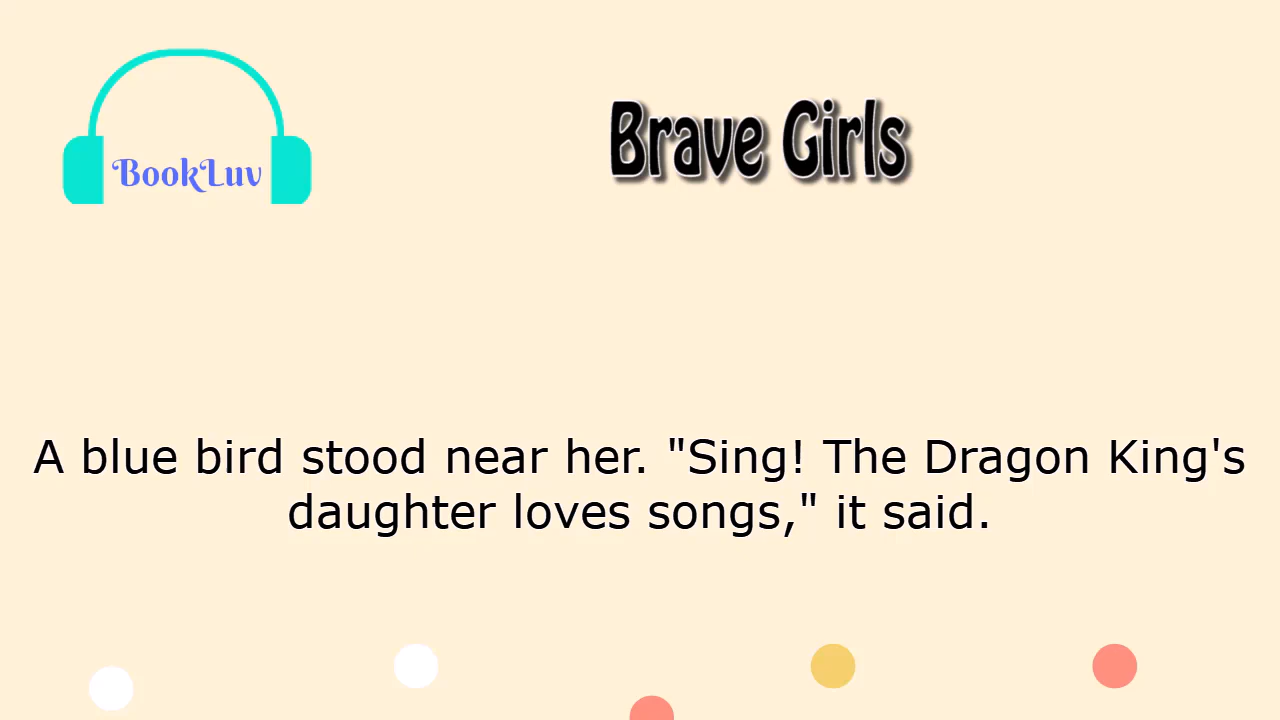 BookLuv
Brave Girls
A blue bird stood near her. "Sing! The Dragon King's
daughter loves songs," it said.